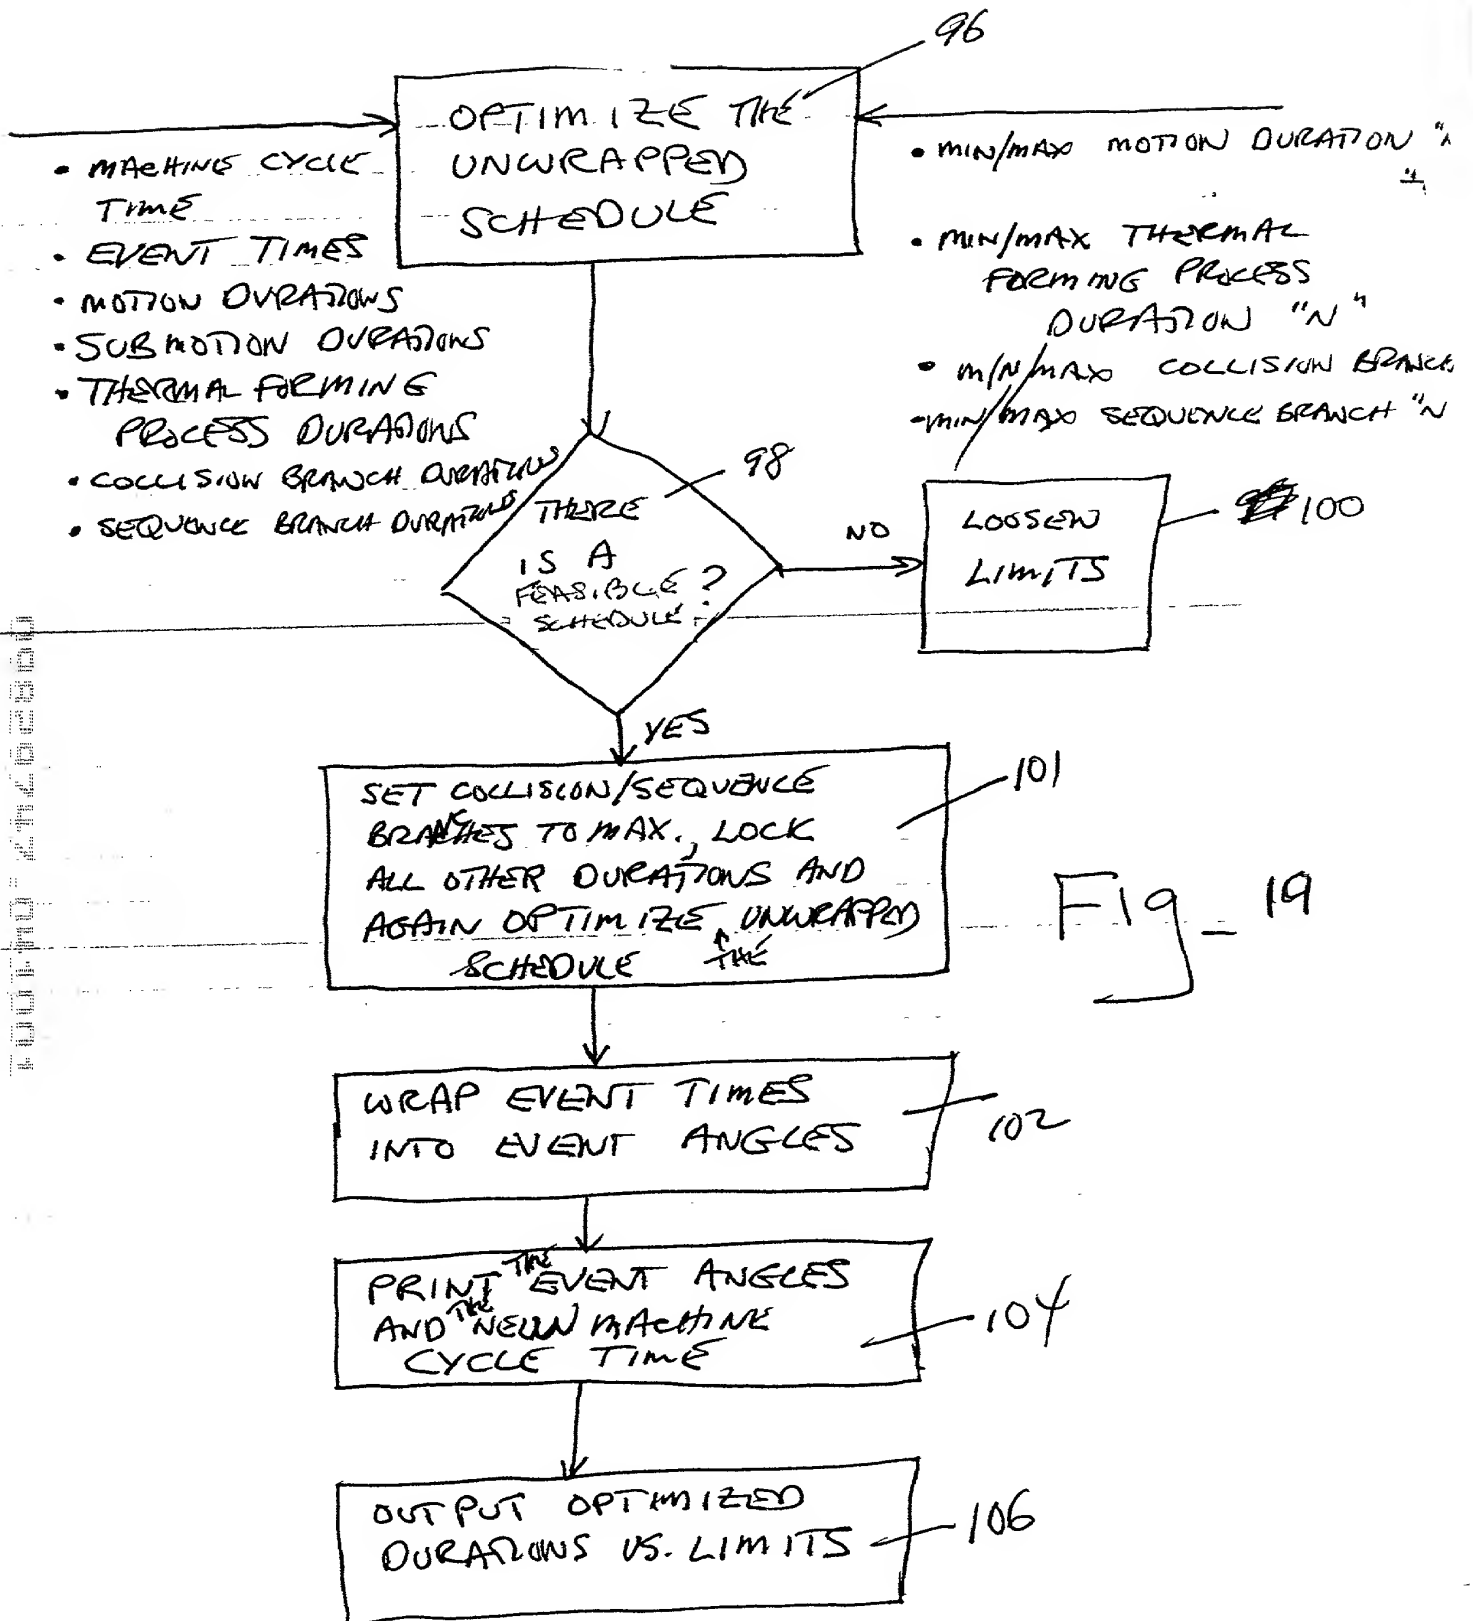 96
OPTIMIZE THE
UNWRAPPED
SCHEDULE
• MACHINE CYCLE
TIME
• EVENT TIMES
• MOTION DURATIONS
• SUBMOTION DURATIONS
• THERMAL FORMING
PROCESS DURATIONS
• COLLISION BRANCH DURATIONS
• SEQUENCE BRANCH DURATIONS
• MIN/MAX MOTION DURATION "N
"
• MIN/MAX THERMAL
FORMING PROCESS
DURATION "N"
• MIN/MAX COLLISION BRANCH
• MIN/MAX SEQUENCE BRANCH "N
98
THERE
IS A
FEASIBLE ?
SCHEDULE
NO
LOOSEN
LIMITS
100
YES
SET COLLISION/SEQUENCE
BRANCHES TO MAX., LOCK
ALL OTHER DURATIONS AND
AGAIN OPTIMIZE THE UNWRAPPED
SCHEDULE
101
Fig_19
WRAP EVENT TIMES
INTO EVENT ANGLES
102
PRINT THE EVENT ANGLES
AND THE NEW MACHINE
CYCLE TIME
104
OUTPUT OPTIMIZED
DURATIONS VS. LIMITS
106